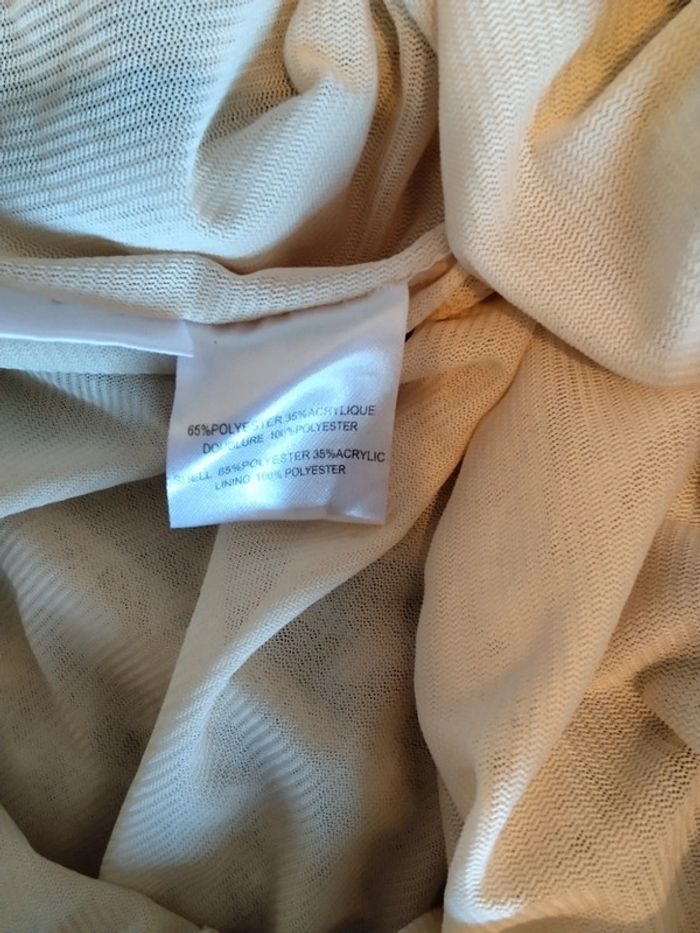 65%POLYESTER 35%ACRYLIQUE
DOUBLURE 100%POLYESTER
SHELL 65%POLYESTER 35%ACRYLIC
LINING 100% POLYESTER